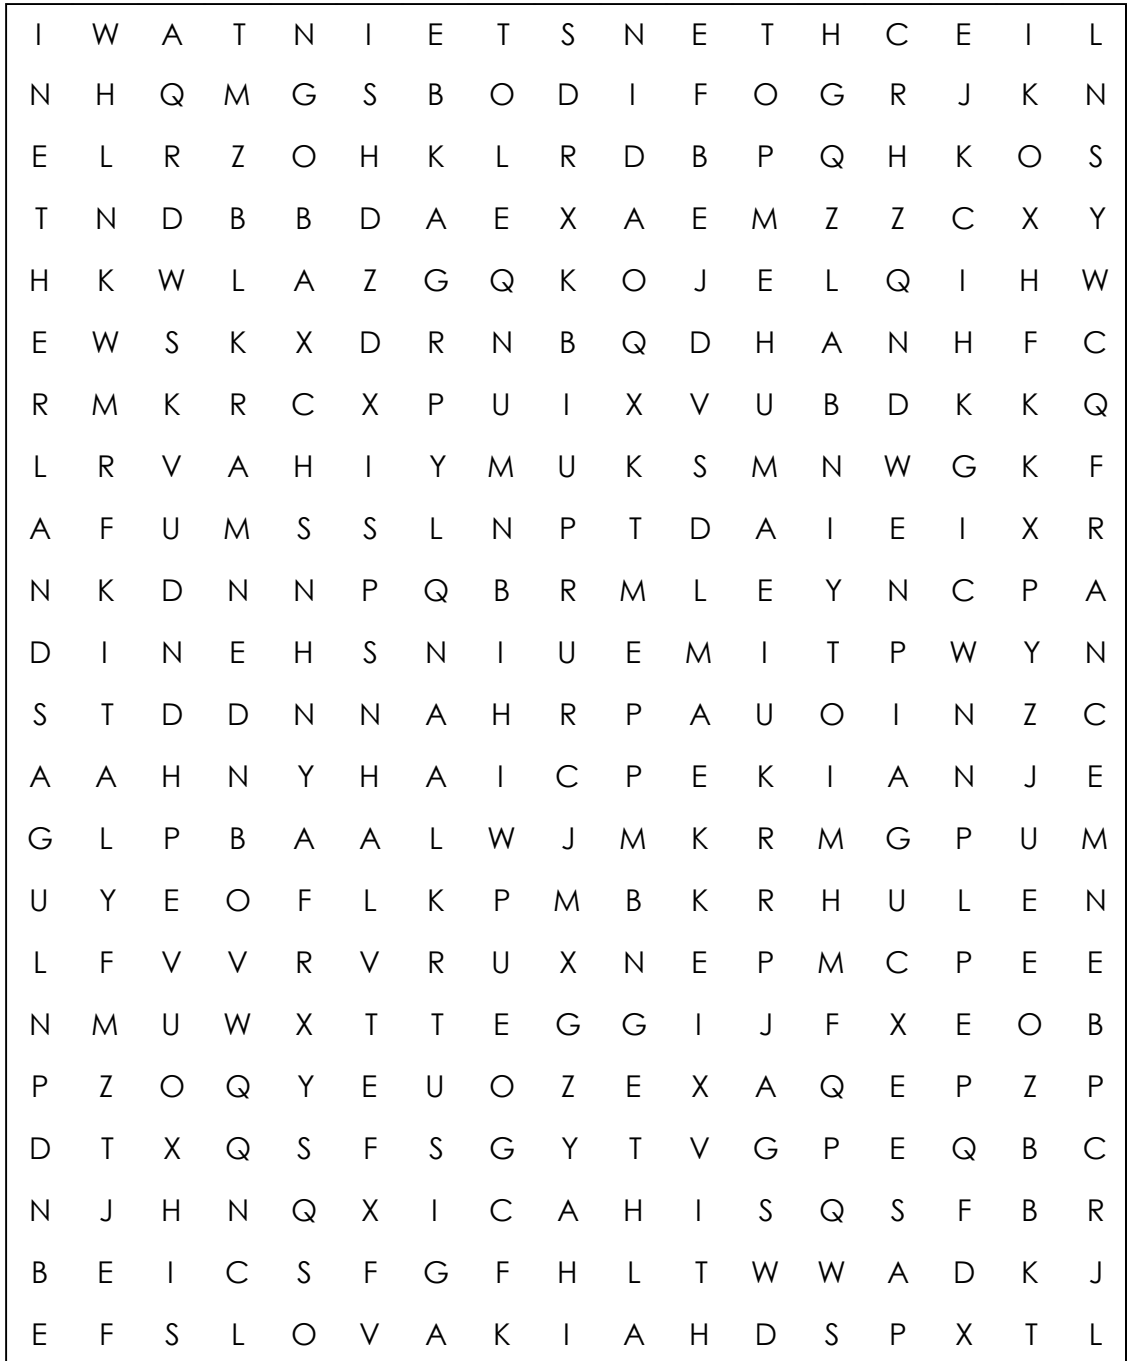 I W A T N I E T S N E T H C E I L
N H Q M G S B O D I F O G R J K N
E L R Z O H K L R D B P Q H K O S
T N D B B D A E X A E M Z Z C X Y
H K W L A Z G Q K O J E L Q I H W
E W S K X D R N B Q D H A N H F C
R M K R C X P U I X V U B D K K Q
L R V A H I Y M U K S M N W G K F
A F U M S S L N P T D A I E I X R
N K D N N P Q B R M L E Y N C P A
D I N E H S N I U E M I T P W Y N
S T D D N N A H R P A U O I N Z C
A A H N Y H A I C P E K I A N J E
G L P B A A L W J M K R M G P U M
U Y E O F L K P M B K R H U L E N
L F V V R V R U X N E P M C P E E
N M U W X T T E G G I J F X E O B
P Z O Q Y E U O Z E X A Q E P Z P
D T X Q S F S G Y T V G P E Q B C
N J H N Q X I C A H I S Q S F B R
B E I C S F G F H L T W W A D K J
E F S L O V A K I A H D S P X T L